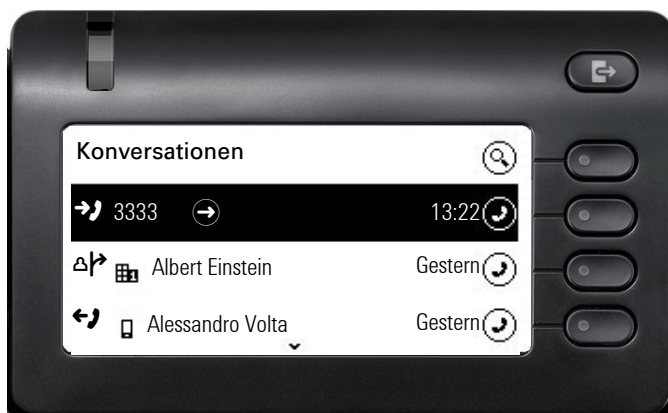 Konversationen
3333 13:22
Albert Einstein Gestern
Alessandro Volta Gestern